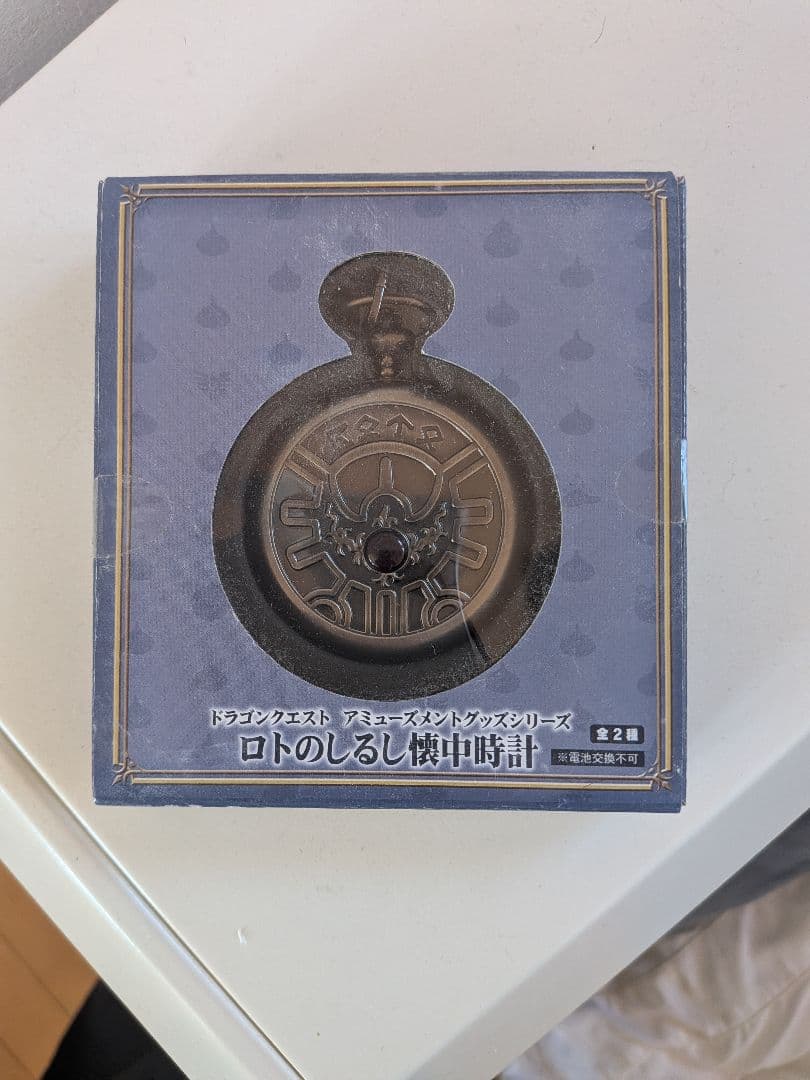 ドラゴンクエスト アミューズメントグッズシリーズ
ロトのしるし懐中時計
全2種
※電池交換不可